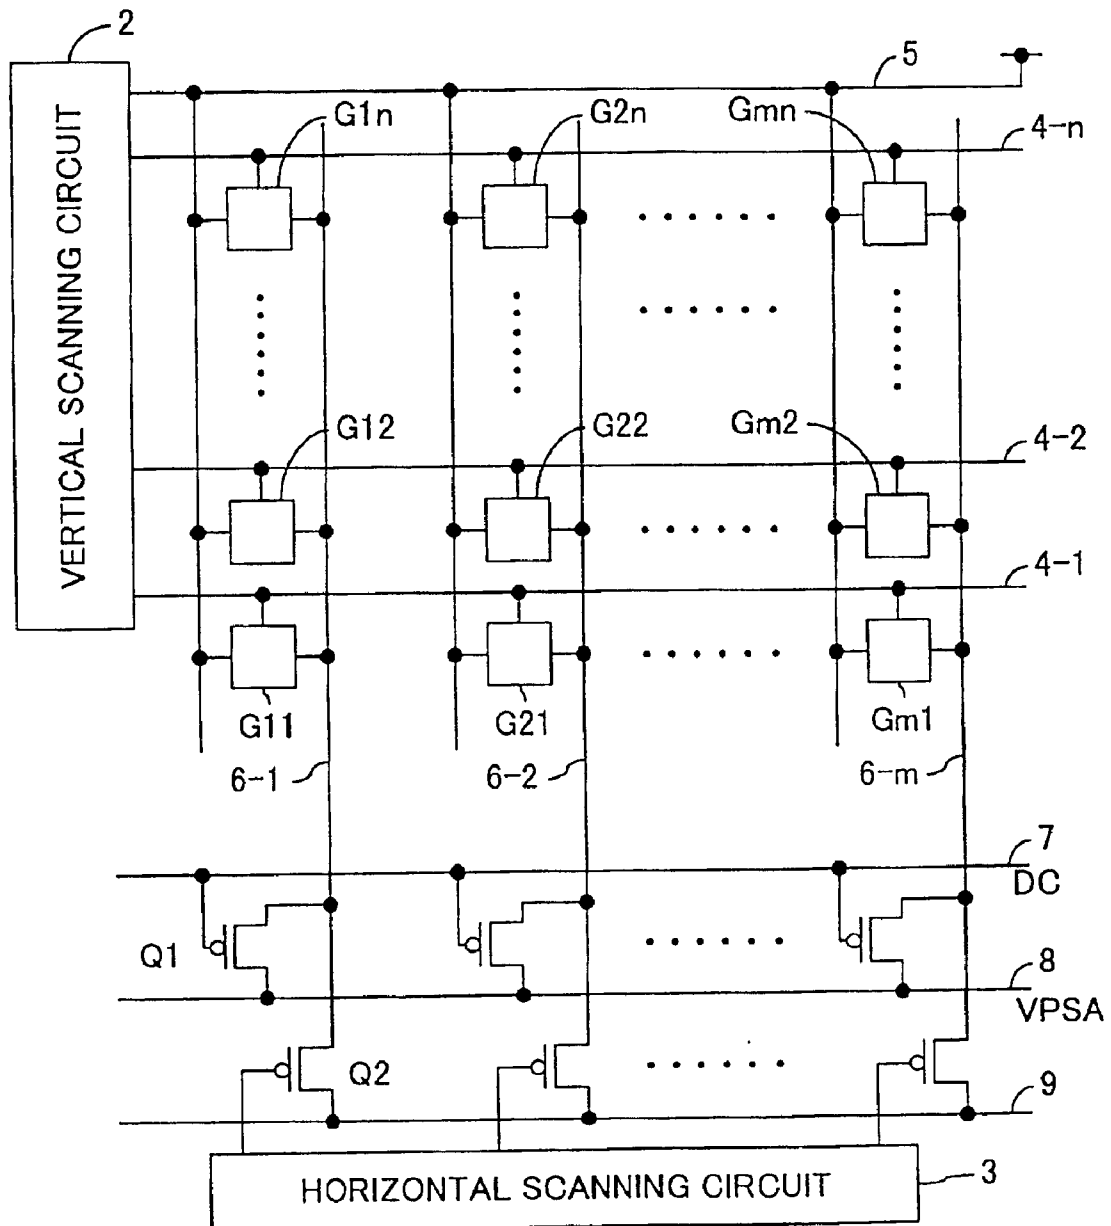 2
5
G1n G2n Gmn
4-n
VERTICAL SCANNING CIRCUIT
G12 G22 Gm2
4-2
4-1
G11 G21 Gm1
6-1 6-2 6-m
7
DC
Q1
8
VPSA
Q2
9
HORIZONTAL SCANNING CIRCUIT
3